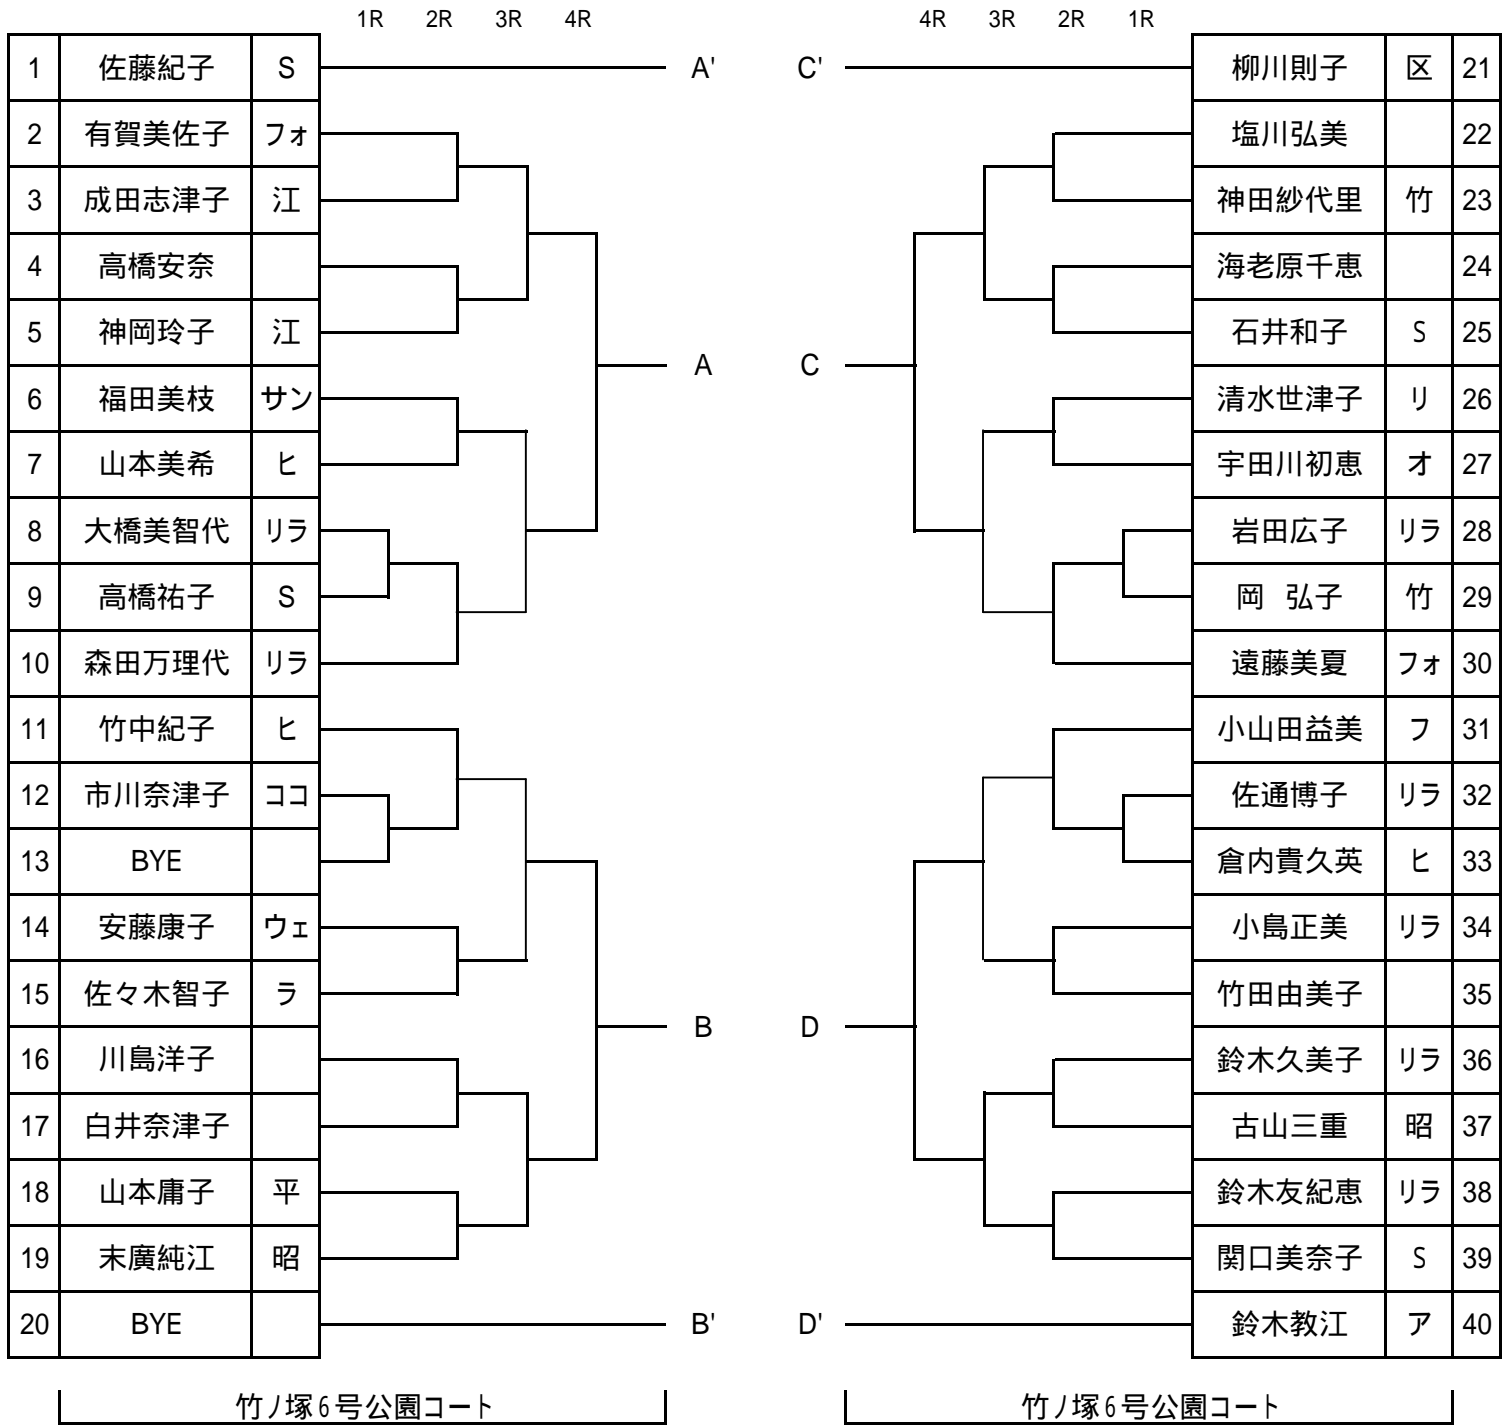 1R 2R 3R 4R 4R 3R 2R 1R
1 佐藤紀子 S A' C' 柳川則子 区 21
2 有賀美佐子 フォ 塩川弘美 22
3 成田志津子 江 神田紗代里 竹 23
4 高橋安奈 海老原千恵 24
5 神岡玲子 江 石井和子 S 25
A C
6 福田美枝 サン 清水世津子 リ 26
7 山本美希 ヒ 宇田川初恵 オ 27
8 大橋美智代 リラ 岩田広子 リラ 28
9 高橋祐子 S 岡 弘子 竹 29
10 森田万理代 リラ 遠藤美夏 フォ 30
11 竹中紀子 ヒ 小山田益美 フ 31
12 市川奈津子 ココ 佐通博子 リラ 32
13 BYE 倉内貴久英 ヒ 33
14 安藤康子 ウェ 小島正美 リラ 34
15 佐々木智子 ラ 竹田由美子 35
B D
16 川島洋子 鈴木久美子 リラ 36
17 白井奈津子 古山三重 昭 37
18 山本庸子 平 鈴木友紀恵 リラ 38
19 末廣純江 昭 関口美奈子 S 39
20 BYE B' D' 鈴木教江 ア 40
竹ノ塚6号公園コート 竹ノ塚6号公園コート